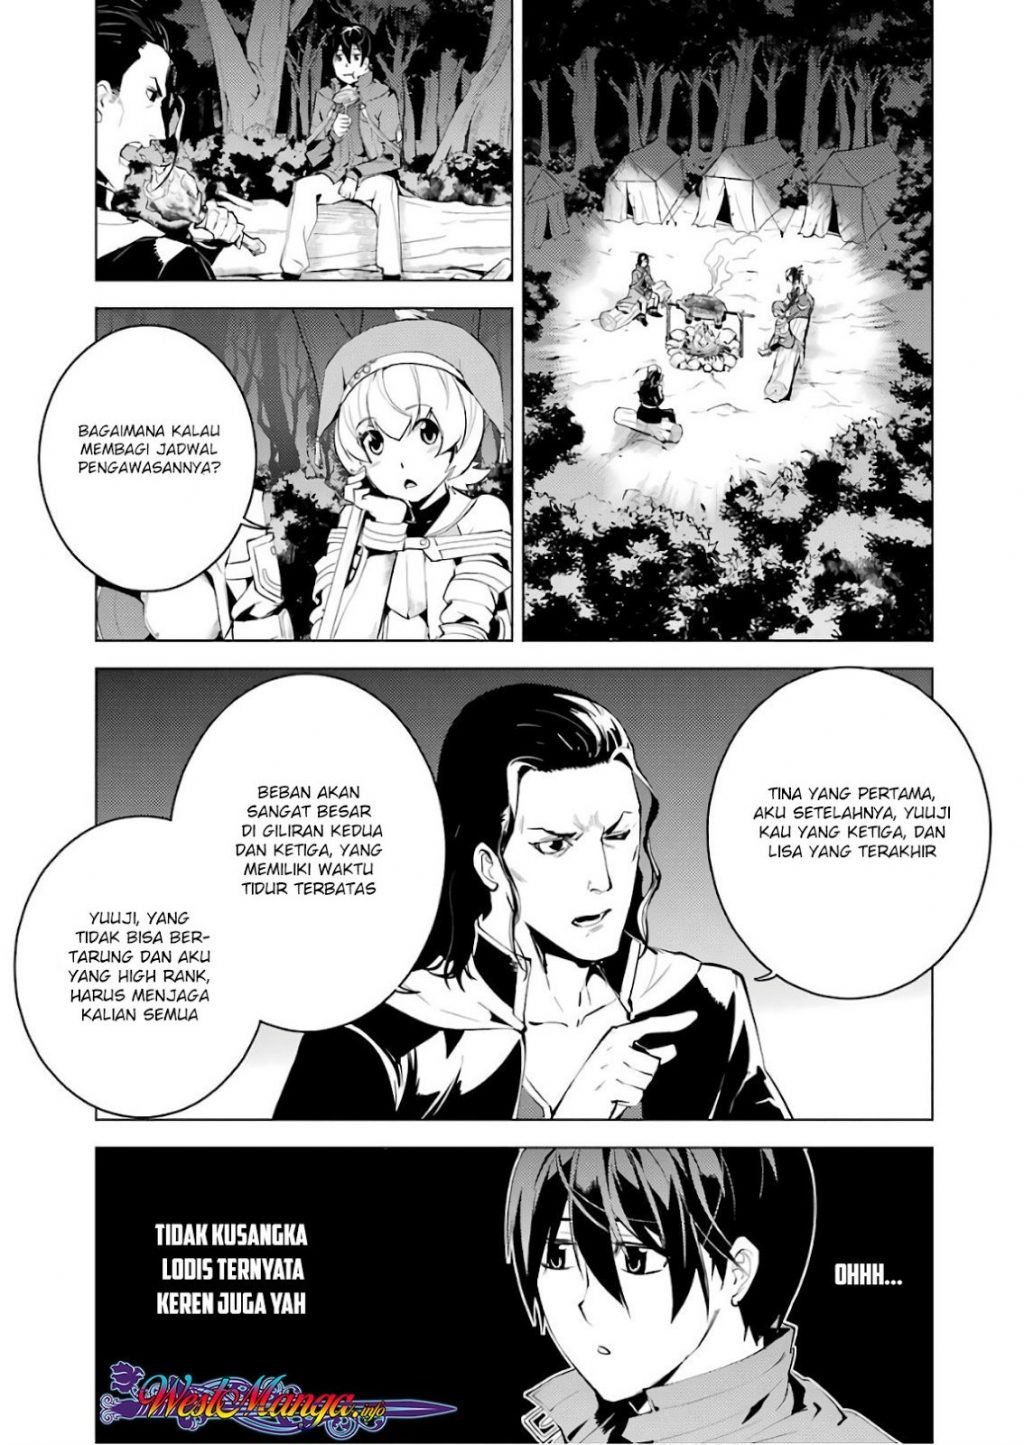 BAGAIMANA KALAU
MEMBAGI JADWAL
PENGAWASANNYA?
TINA YANG PERTAMA,
AKU SETELAHNYA, YUUJI
KAU YANG KETIGA, DAN
LISA YANG TERAKHIR
BEBAN AKAN
SANGAT BESAR
DI GILIRAN KEDUA
DAN KETIGA, YANG
MEMILIKI WAKTU
TIDUR TERBATAS
YUUJI, YANG
TIDAK BISA BER-
TARUNG DAN AKU
YANG HIGH RANK,
HARUS MENJAGA
KALIAN SEMUA
OHHH...
TIDAK KUSANGKA
LODIS TERNYATA
KEREN JUGA YAH
WestManga.info